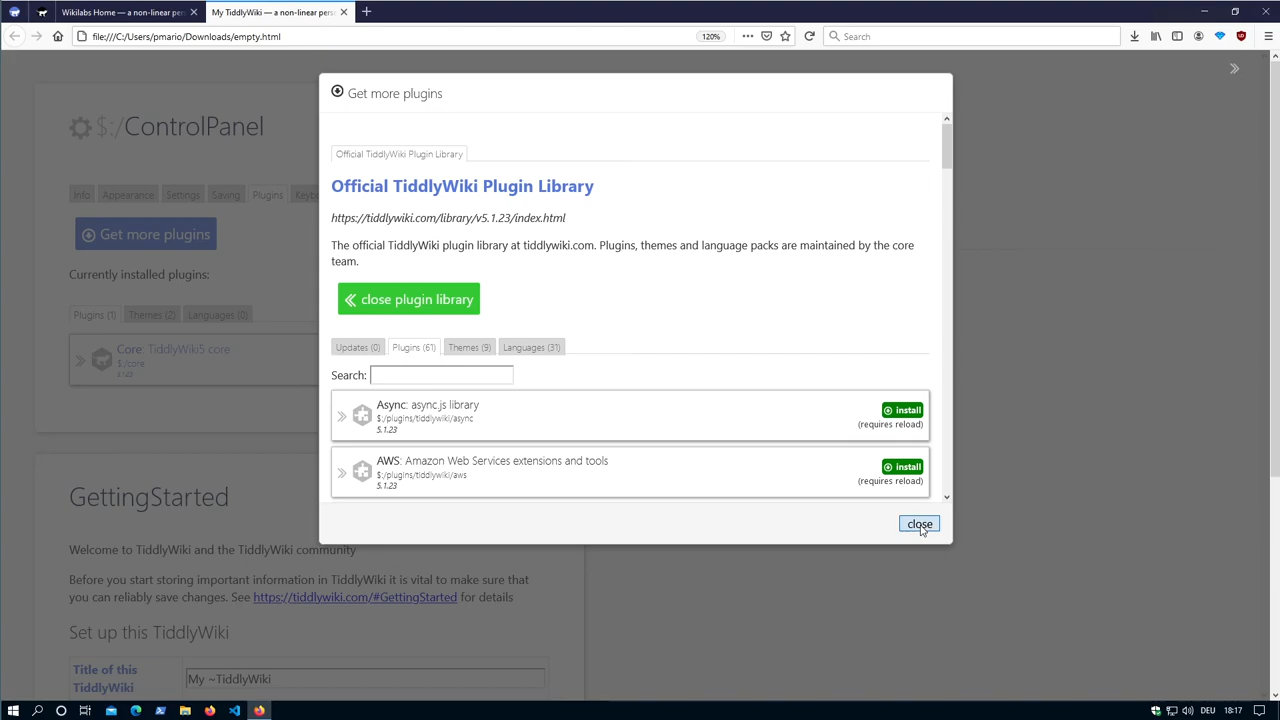 Wikilabs Home — a non-linear per:
My TiddlyWiki — a non-linear pers:
file:///C:/Users/pmario/Downloads/empty.html
120%
Search
Get more plugins
$:/ControlPanel
Official TiddlyWiki Plugin Library
Official TiddlyWiki Plugin Library
Info
Appearance
Settings
Saving
Plugins
Keybo
https://tiddlywiki.com/library/v5.1.23/index.html
Get more plugins
The official TiddlyWiki plugin library at tiddlywiki.com. Plugins, themes and language packs are maintained by the core
team.
Currently installed plugins:
close plugin library
Plugins (1)
Themes (2)
Languages (0)
Updates (0)
Plugins (61)
Themes (9)
Languages (31)
Core: TiddlyWiki5 core
$:/core
5.1.23
Search:
Async: async.js library
$:/plugins/tiddlywiki/async
5.1.23
install
(requires reload)
AWS: Amazon Web Services extensions and tools
$:/plugins/tiddlywiki/aws
5.1.23
install
(requires reload)
close
GettingStarted
Welcome to TiddlyWiki and the TiddlyWiki community
Before you start storing important information in TiddlyWiki it is vital to make sure that
you can reliably save changes. See https://tiddlywiki.com/#GettingStarted for details
Set up this TiddlyWiki
Title of this
TiddlyWiki
My ~TiddlyWiki
DEU
18:17